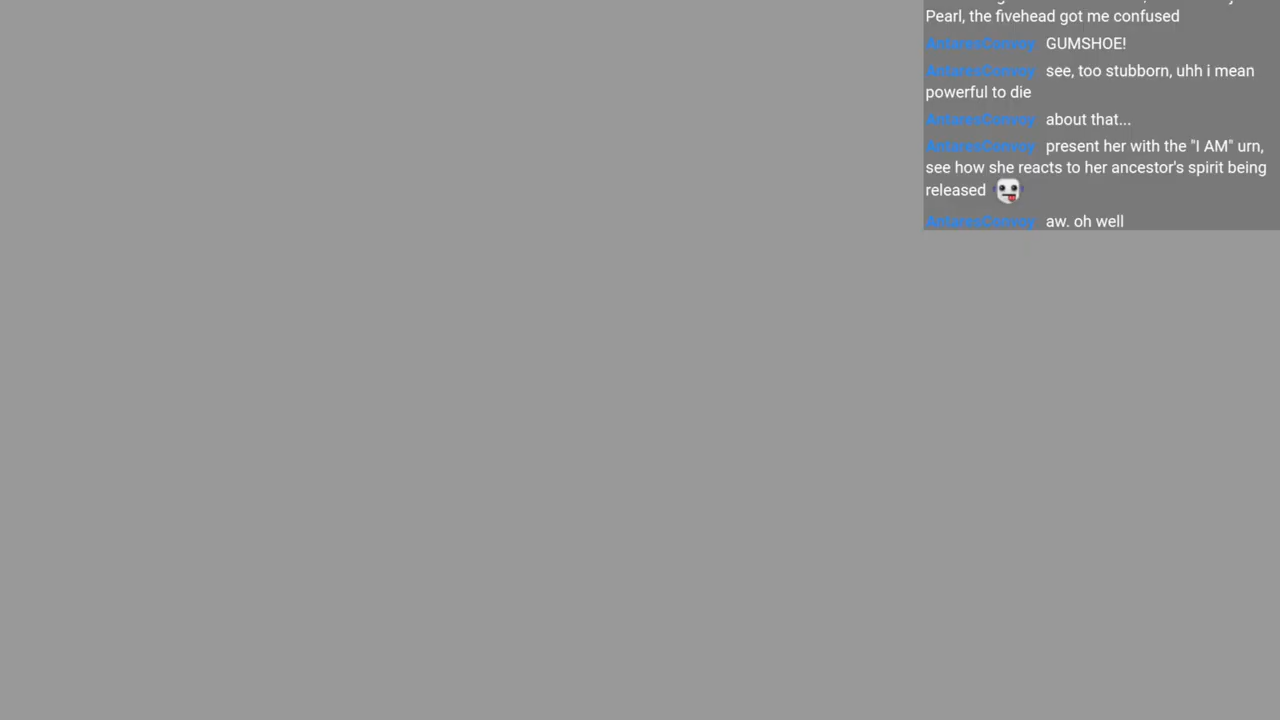 Pearl, the fivehead got me confused
AntaresConvoy GUMSHOE!
AntaresConvoy see, too stubborn, uhh i mean
powerful to die
AntaresConvoy about that...
AntaresConvoy present her with the "I AM" urn,
see how she reacts to her ancestor's spirit being
released
AntaresConvoy aw. oh well